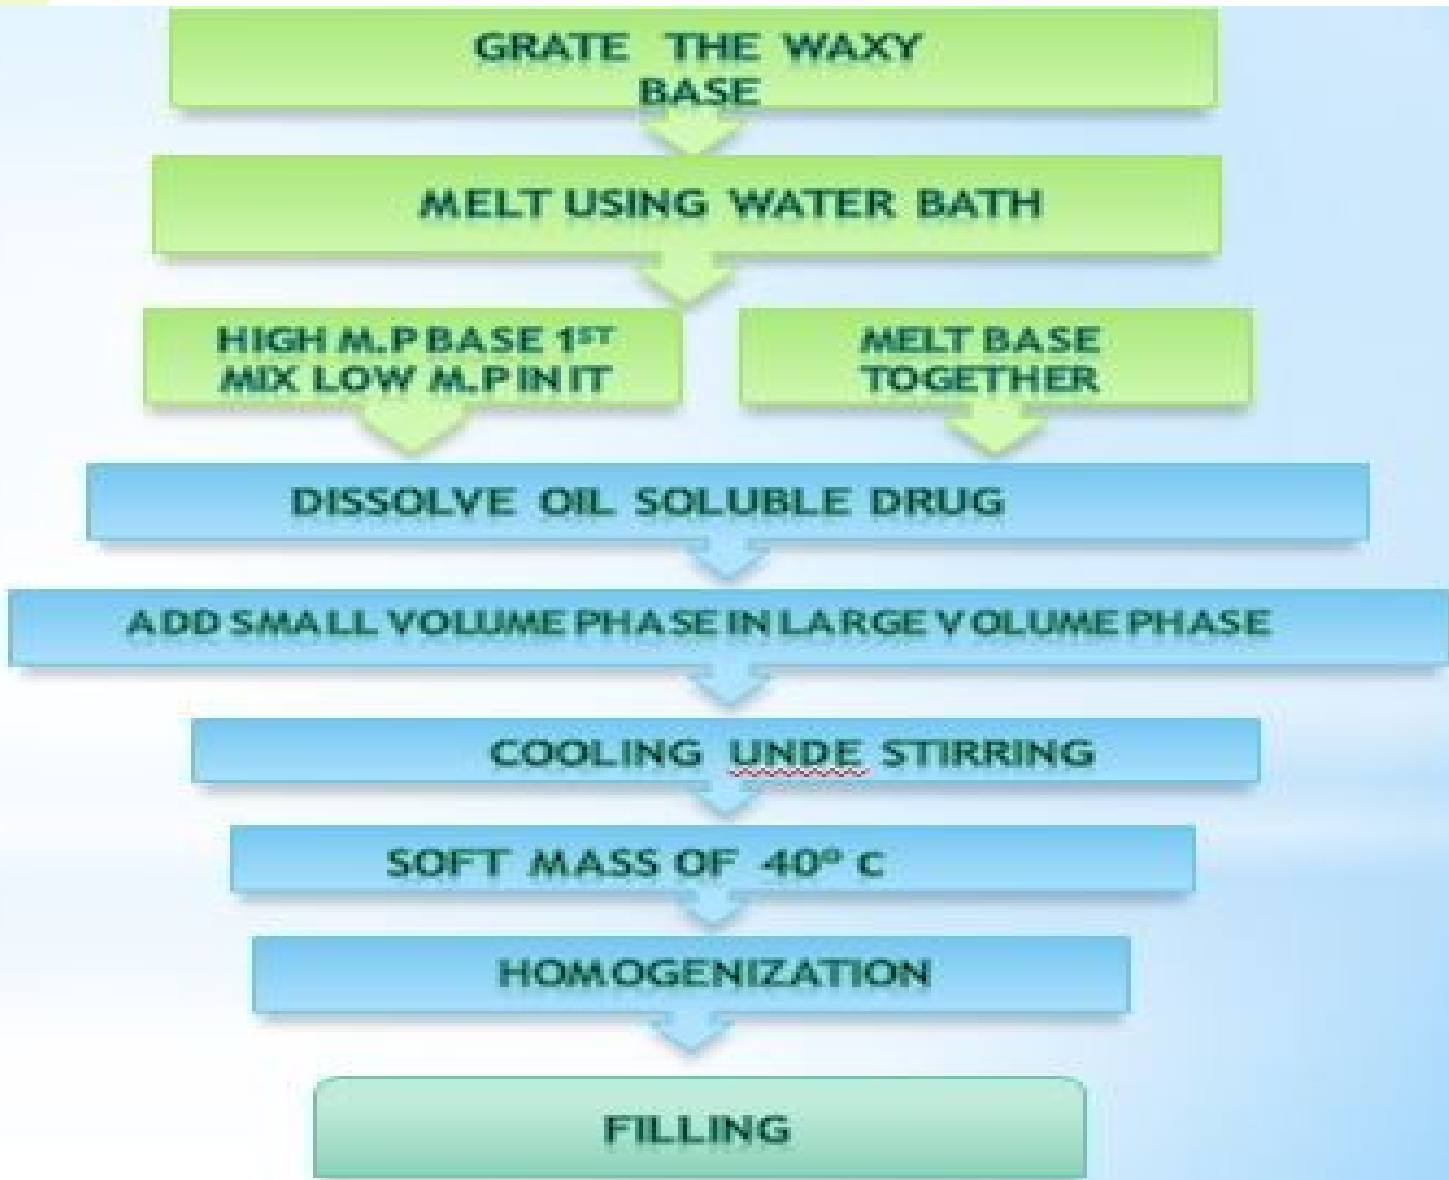 GRATE THE WAXY
BASE
MELT USING WATER BATH
HIGH M.P BASE 1ST
MIX LOW M.P IN IT
MELT BASE
TOGETHER
DISSOLVE OIL SOLUBLE DRUG
ADD SMALL VOLUME PHASE IN LARGE VOLUME PHASE
COOLING UNDE STIRRING
SOFT MASS OF 40º C
HOMOGENIZATION
FILLING